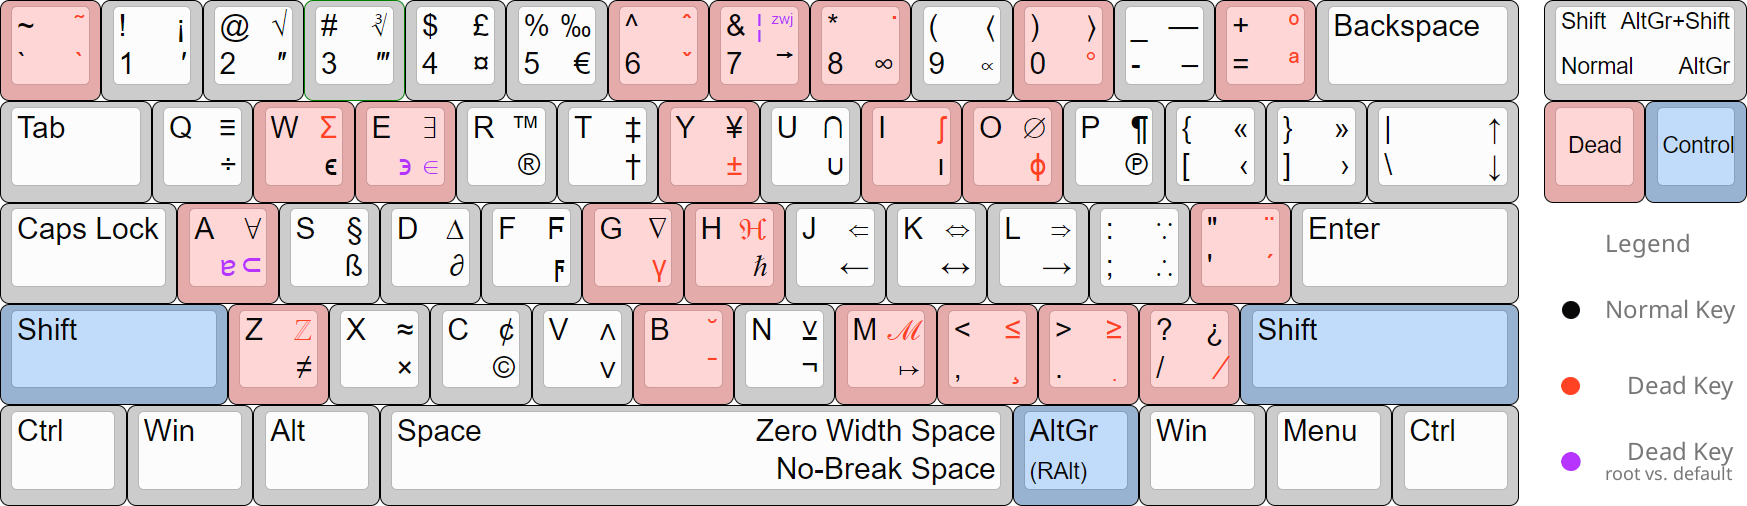 ~ ˜ ! ¡ @ √ # ∛ $ £ % ‰ ^ ˆ & ¦ zwj * ˙ ( ⟨ ) ⟩ _ — + º Backspace
` ` 1 ′ 2 ″ 3 ‴ 4 ¤ 5 € 6 ˇ 7 → 8 ∞ 9 ∝ 0 ° - – = ª
Shift AltGr+Shift
Normal AltGr
Tab Q ≡ W Σ E ∃ R ™ T ‡ Y ¥ U ∩ I ∫ O ∅ P ¶ { « } » | ↑
÷ ϵ ɘ ∈ ® † ± ∪ ı ϕ ℗ [ ‹ ] › \ ↓
Dead Control
Caps Lock A ∀ S § D ∆ F Ϝ G ∇ H ℋ J ⇐ K ⇔ L ⇒ : ∵ " ¨ Enter
ɐ ⊃ ß ∂ ϝ γ ℏ ← ↔ → ; ∴ ' ´
Legend
Shift Z ℤ X ≈ C ¢ V ∧ B ˘ N ⊻ M ℳ < ≤ > ≥ ? ¿ Shift
≠ × © ∨ ¯ ¬ ↦ , ¸ . . / ⁄
Normal Key
Dead Key
Ctrl Win Alt Space Zero Width Space AltGr Win Menu Ctrl
No-Break Space (RAlt)
Dead Key
root vs. default